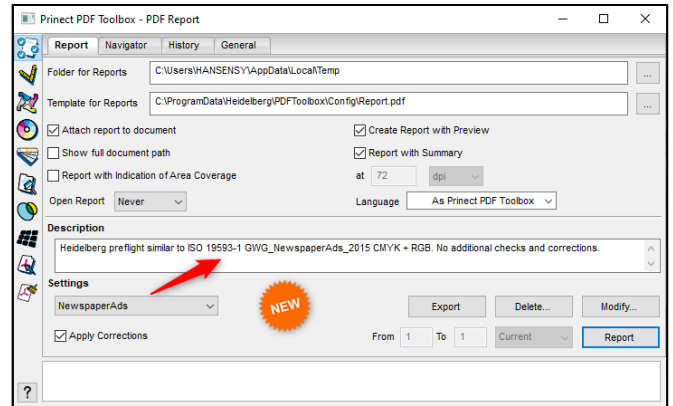 Prinect PDF Toolbox - PDF Report
Report Navigator History General
Folder for Reports C:\Users\HANSENSY\AppData\Local\Temp ...
Template for Reports C:\ProgramData\Heidelberg\PDFToolbox\Config\Report.pdf ...
Attach report to document Create Report with Preview
Show full document path Report with Summary
Report with Indication of Area Coverage at 72 dpi
Open Report Never Language As Prinect PDF Toolbox
Description
Heidelberg preflight similar to ISO 19593-1 GWG_NewspaperAds_2015 CMYK + RGB. No additional checks and corrections.
Settings
NewspaperAds NEW Export Delete... Modify...
Apply Corrections From 1 To 1 Current Report
?